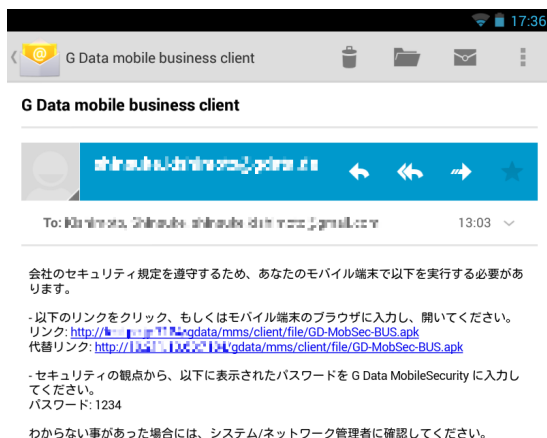 17:36
G Data mobile business client
G Data mobile business client
To:
13:03
会社のセキュリティ規定を遵守するため、あなたのモバイル端末で以下を実行する必要があ
ります。
- 以下のリンクをクリック、もしくはモバイル端末のブラウザに入力し、開いてください。
リンク: http:// gdata/mms/client/file/GD-MobSec-BUS.apk
代替リンク: http:// /gdata/mms/client/file/GD-MobSec-BUS.apk
- セキュリティの観点から、以下に表示されたパスワードを G Data MobileSecurity に入力し
てください。
パスワード: 1234
わからない事があった場合には、システム/ネットワーク管理者に確認してください。